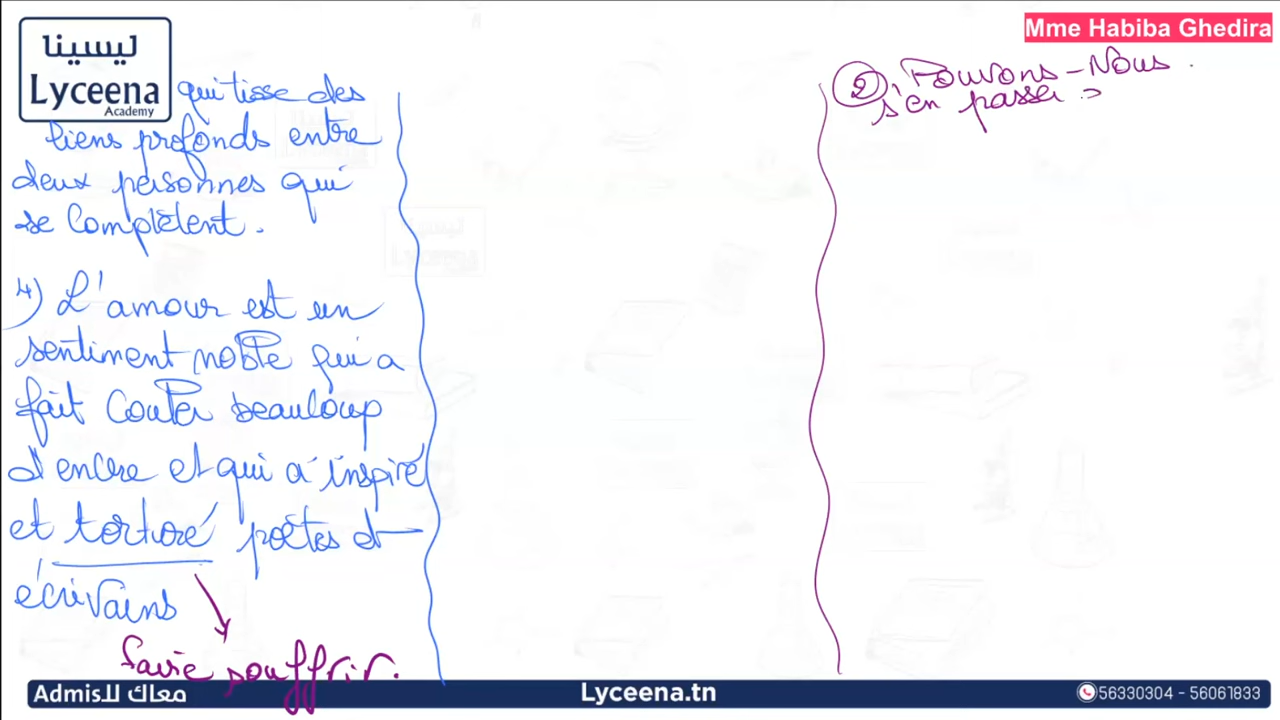 ليسينا
Lyceena
Academy
Mme Habiba Ghedira
qui tisse des
liens profonds entre
deux personnes qui
se complètent.
4) L'amour est un
sentiment noble qui a
fait couler beaucoup
d'encre et qui a inspiré
et torturé poètes et
écrivains
faire souffrir.
2) Pouvons-Nous
s'en passer ?
Admis معاك للـ
Lyceena.tn
56330304 - 56061833